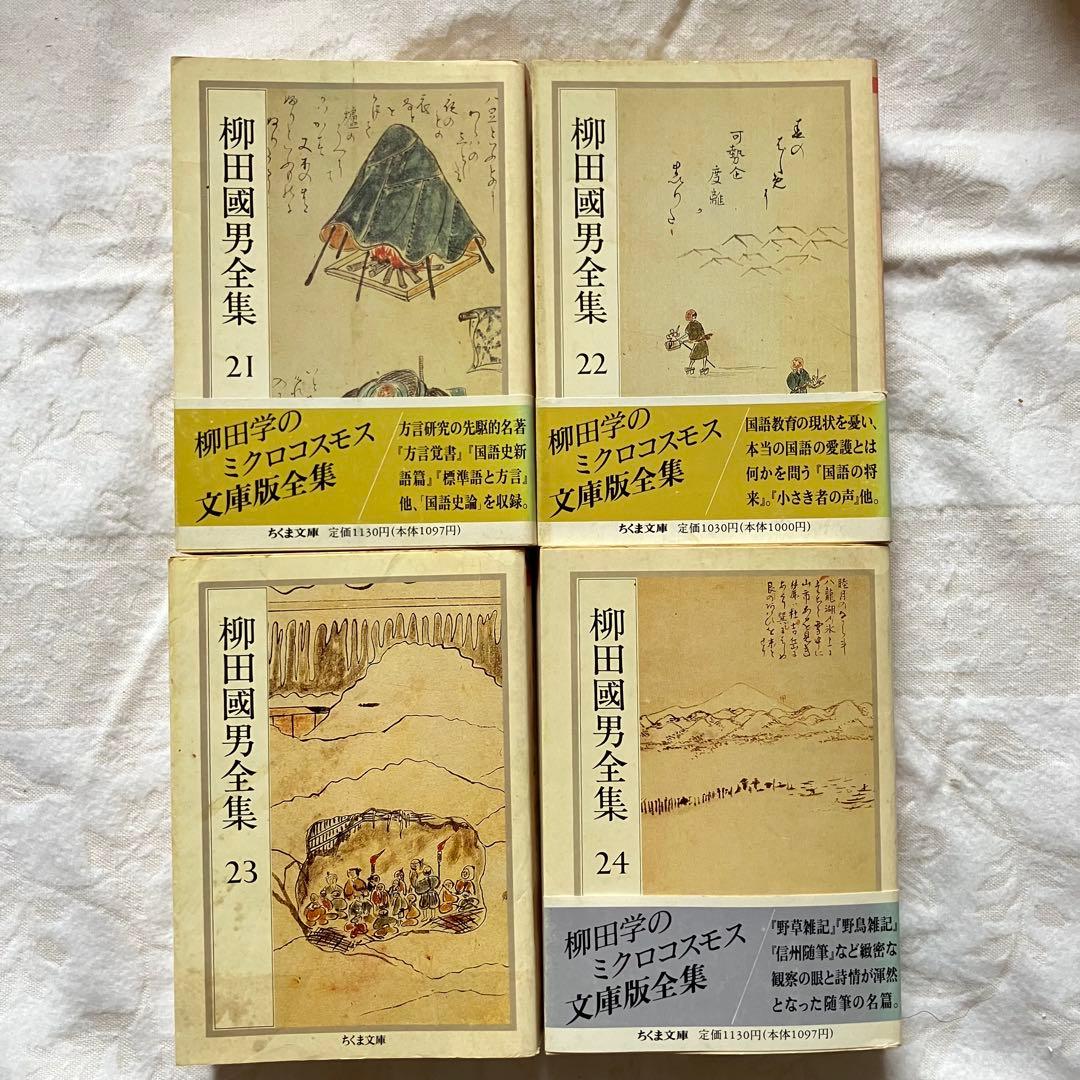 柳田國男全集
21
柳田学の
ミクロコスモス
文庫版全集
方言研究の先駆的名著
『方言覚書』『国語史新
語篇』『標準語と方言』
他、「国語史論」を収録。
ちくま文庫 定価1130円(本体1097円)
柳田國男全集
22
春の
可勢企
度離
柳田学の
ミクロコスモス
文庫版全集
国語教育の現状を憂い、
本当の国語の愛護とは
何かを問う『国語の将
来』。『小さき者の声』他。
ちくま文庫 定価1030円(本体1000円)
柳田國男全集
23
ちくま文庫
柳田國男全集
24
柳田学の
ミクロコスモス
文庫版全集
『野草雑記』『野鳥雑記』
『信州随筆』など緻密な
観察の眼と詩情が渾然
となった随筆の名篇。
ちくま文庫 定価1130円(本体1097円)